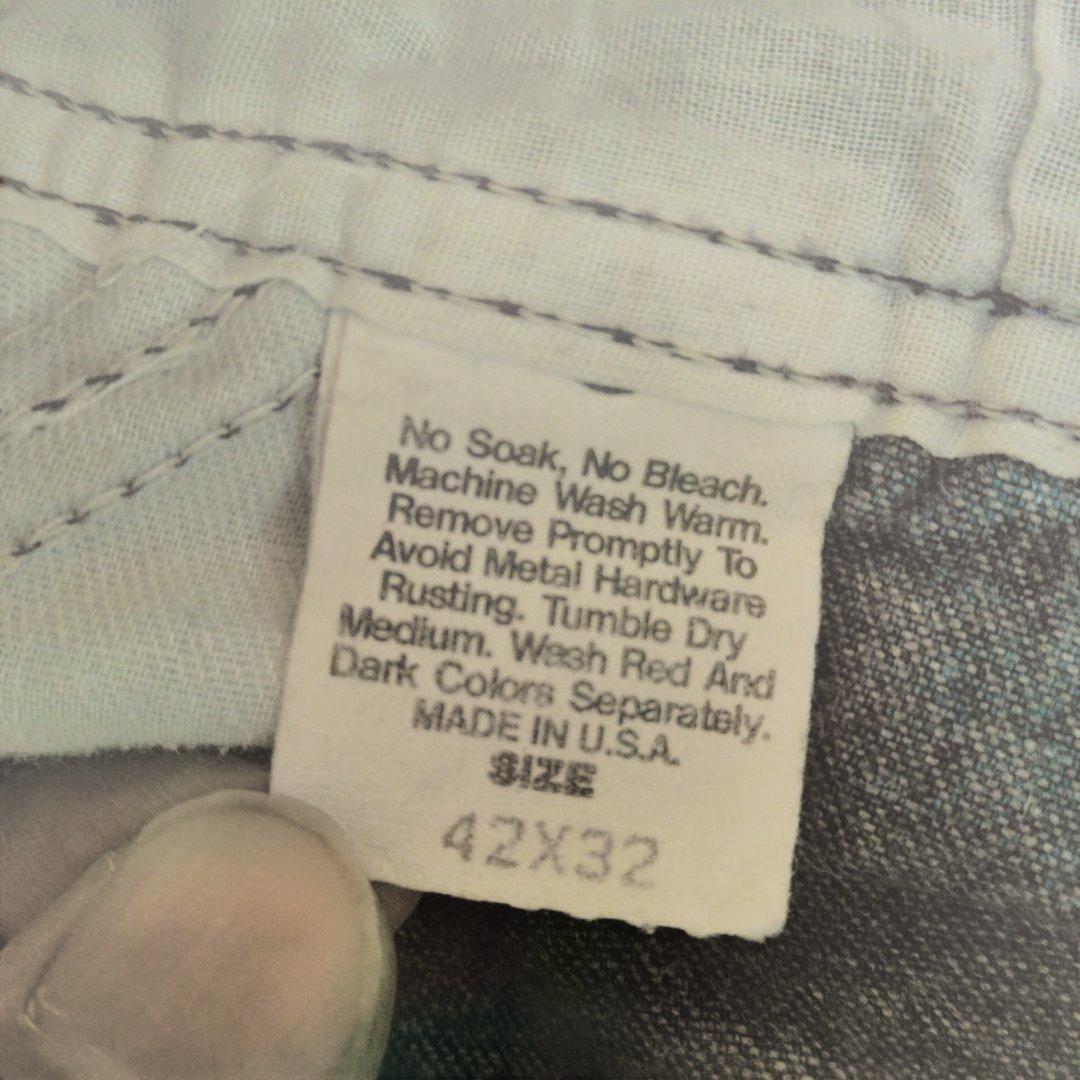 No Soak, No Bleach.
Machine Wash Warm.
Remove Promptly To
Avoid Metal Hardware
Rusting. Tumble Dry
Medium. Wash Red And
Dark Colors Separately.
MADE IN U.S.A.
SIZE
42X32